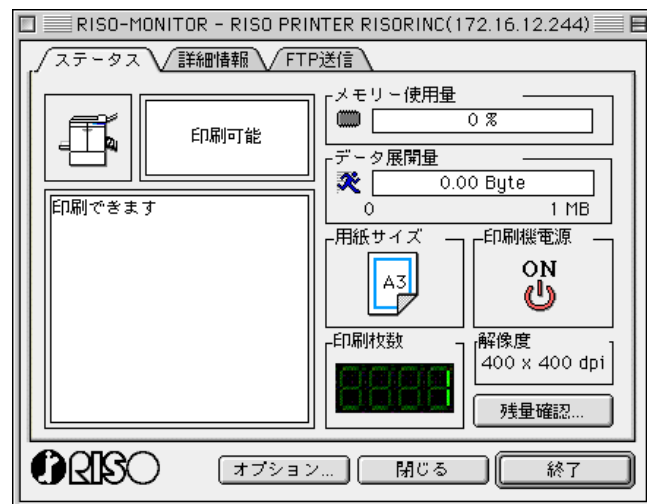 RISO-MONITOR - RISO PRINTER RISORINC(172.16.12.244)
ステータス
詳細情報
FTP送信
印刷可能
印刷できます
メモリー使用量
0 %
データ展開量
0.00 Byte
0
1 MB
用紙サイズ
A3
印刷機電源
ON
印刷枚数
1
解像度
400 x 400 dpi
残量確認...
RISO
オプション...
閉じる
終了